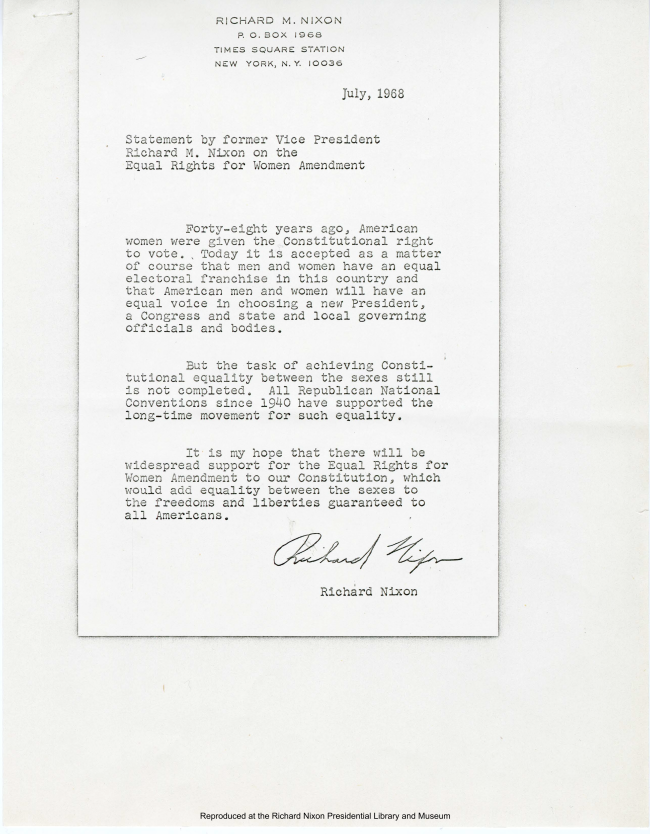 RICHARD M. NIXON
P. O. BOX 1968
TIMES SQUARE STATION
NEW YORK, N. Y. 10036
July, 1968
Statement by former Vice President
Richard M. Nixon on the
Equal Rights for Women Amendment
Forty-eight years ago, American
women were given the Constitutional right
to vote. Today it is accepted as a matter
of course that men and women have an equal
electoral franchise in this country and
that American men and women will have an
equal voice in choosing a new President,
a Congress and state and local governing
officials and bodies.
But the task of achieving Consti-
tutional equality between the sexes still
is not completed. All Republican National
Conventions since 1940 have supported the
long-time movement for such equality.
It is my hope that there will be
widespread support for the Equal Rights for
Women Amendment to our Constitution, which
would add equality between the sexes to
the freedoms and liberties guaranteed to
all Americans.
Richard Nixon
Richard Nixon
Reproduced at the Richard Nixon Presidential Library and Museum